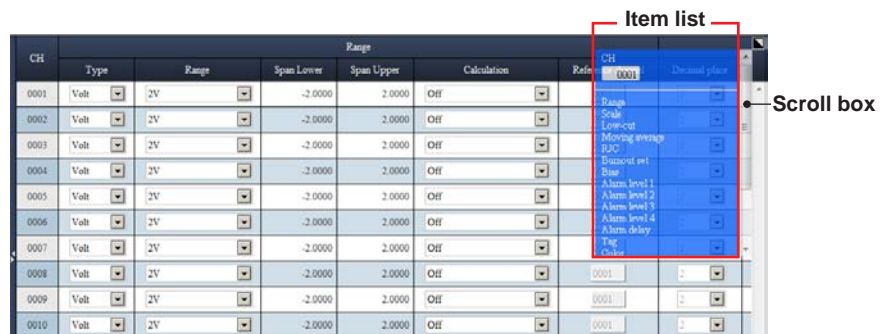 Item list
Range
CH
Type Range Span Lower Span Upper Calculation
CH
0001
Decimal place
Scroll box
0001 Volt 2V -2.0000 2.0000 Off
Range
Scale
0002 Volt 2V -2.0000 2.0000 Off
Low-cut
Moving average
0003 Volt 2V -2.0000 2.0000 Off
RJC
Burnout set
0004 Volt 2V -2.0000 2.0000 Off
Bias
Alarm level 1
0005 Volt 2V -2.0000 2.0000 Off
Alarm level 2
Alarm level 3
0006 Volt 2V -2.0000 2.0000 Off
Alarm level 4
Alarm delay
0007 Volt 2V -2.0000 2.0000 Off
Tag
Color
0008 Volt 2V -2.0000 2.0000 Off 0001 2
0009 Volt 2V -2.0000 2.0000 Off 0001 2
0010 Volt 2V -2.0000 2.0000 Off 0001 2